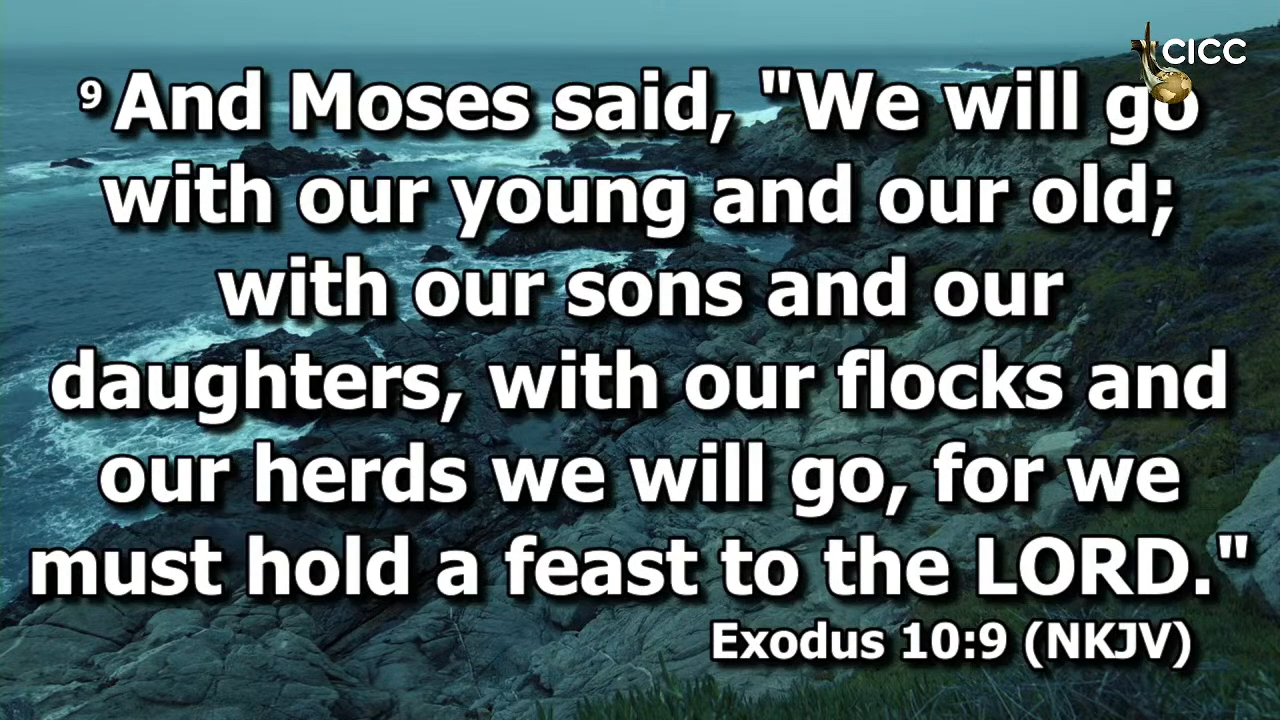 CICC
9 And Moses said, "We will go
with our young and our old;
with our sons and our
daughters, with our flocks and
our herds we will go, for we
must hold a feast to the LORD."
Exodus 10:9 (NKJV)